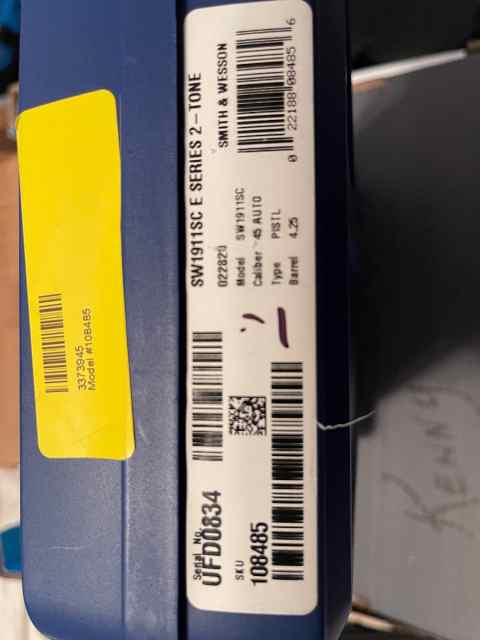 SW1911SC E SERIES 2-TONE
SMITH & WESSON
022820
Model SW1911SC
Caliber 45 AUTO
Type PISTL
Barrel 4.25
0 22188 08485 6
Serial No.
UFD0834
SKU
108485
3373945
Model #108485
KENNY